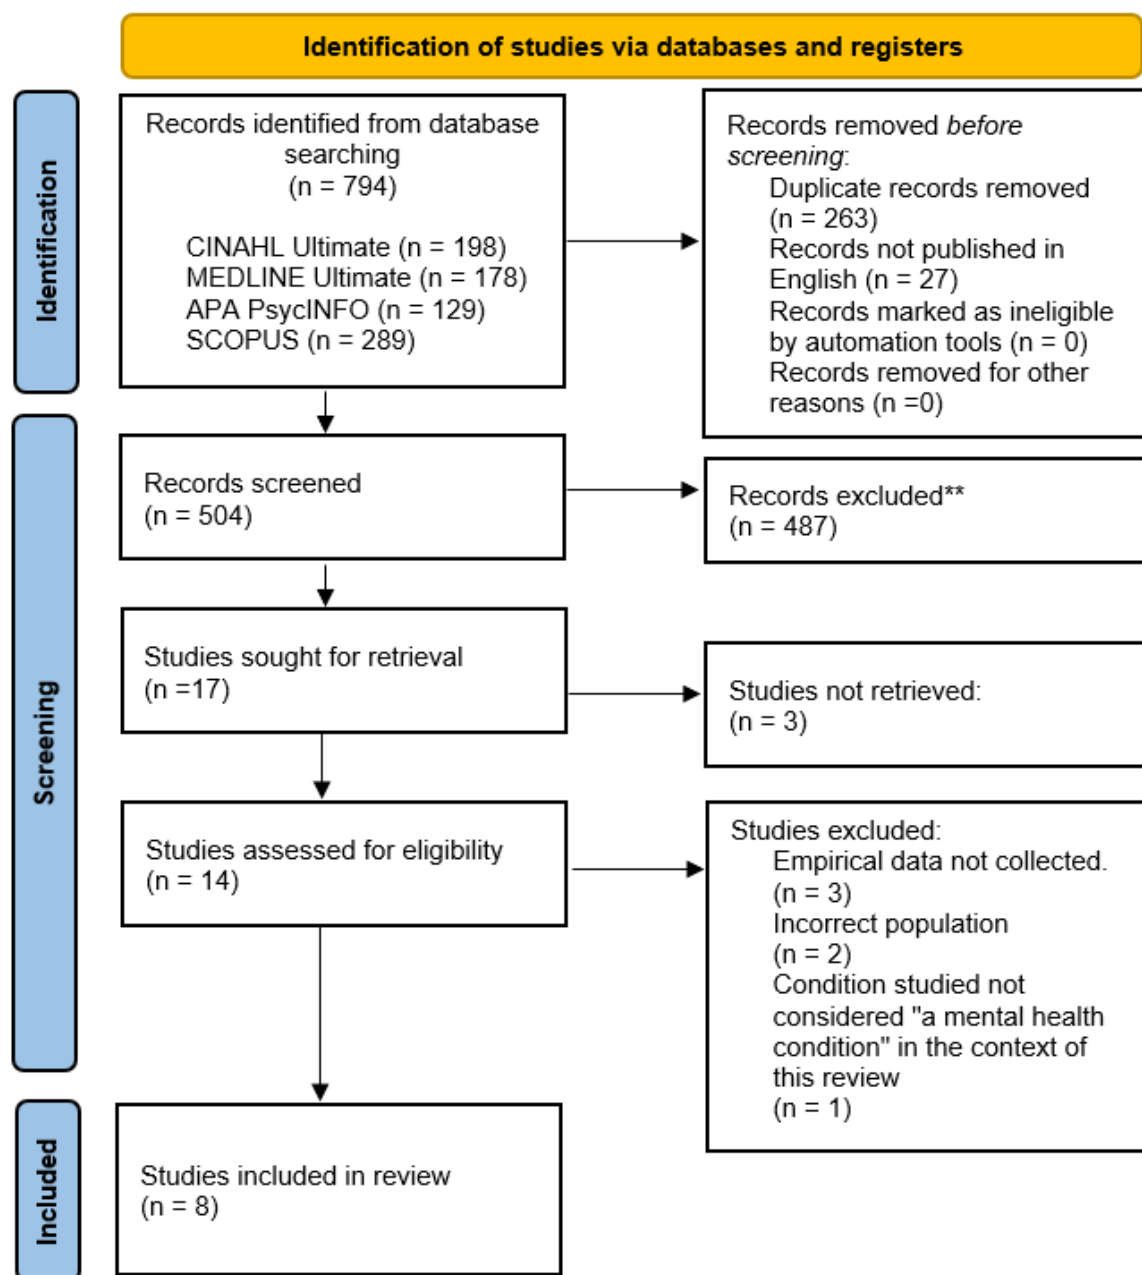 Identification of studies via databases and registers
Identification
Records identified from database
searching
(n = 794)
CINAHL Ultimate (n = 198)
MEDLINE Ultimate (n = 178)
APA PsycINFO (n = 129)
SCOPUS (n = 289)
Records removed before
screening:
Duplicate records removed
(n = 263)
Records not published in
English (n = 27)
Records marked as ineligible
by automation tools (n = 0)
Records removed for other
reasons (n =0)
Screening
Records screened
(n = 504)
Records excluded**
(n = 487)
Studies sought for retrieval
(n =17)
Studies not retrieved:
(n = 3)
Studies assessed for eligibility
(n = 14)
Studies excluded:
Empirical data not collected.
(n = 3)
Incorrect population
(n = 2)
Condition studied not
considered "a mental health
condition" in the context of
this review
(n = 1)
Included
Studies included in review
(n = 8)